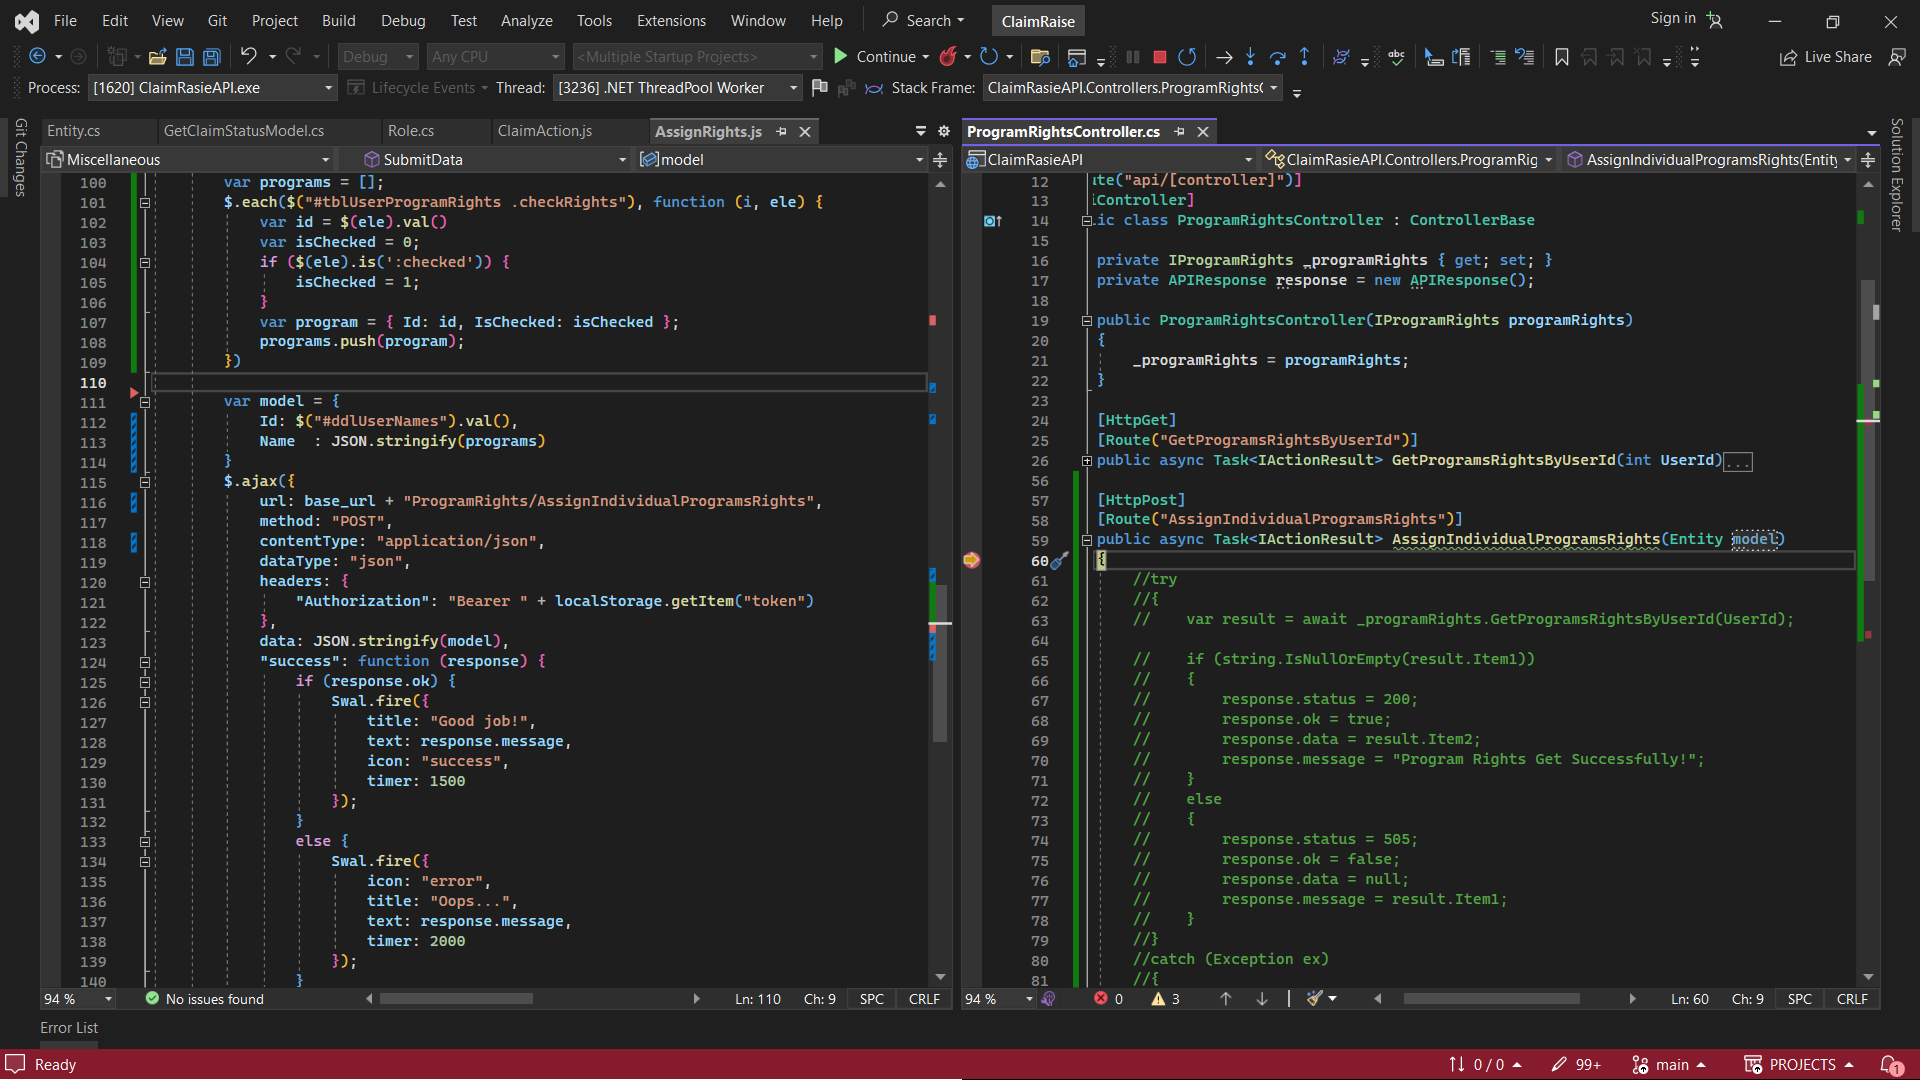 File Edit View Git Project Build Debug Test Analyze Tools Extensions Window Help Search ClaimRaise Sign in
Debug Any CPU <Multiple Startup Projects> Continue abc Live Share
Process: [1620] ClaimRasieAPI.exe Lifecycle Events Thread: [3236] .NET ThreadPool Worker Stack Frame: ClaimRasieAPI.Controllers.ProgramRights(
Git Changes
Entity.cs GetClaimStatusModel.cs Role.cs ClaimAction.js AssignRights.js
Miscellaneous SubmitData model
100 var programs = [];
101 $.each($("#tblUserProgramRights .checkRights"), function (i, ele) {
102 var id = $(ele).val()
103 var isChecked = 0;
104 if ($(ele).is(':checked')) {
105 isChecked = 1;
106 }
107 var program = { Id: id, IsChecked: isChecked };
108 programs.push(program);
109 })
110
111 var model = {
112 Id: $("#ddlUserNames").val(),
113 Name : JSON.stringify(programs)
114 }
115 $.ajax({
116 url: base_url + "ProgramRights/AssignIndividualProgramsRights",
117 method: "POST",
118 contentType: "application/json",
119 dataType: "json",
120 headers: {
121 "Authorization": "Bearer " + localStorage.getItem("token")
122 },
123 data: JSON.stringify(model),
124 "success": function (response) {
125 if (response.ok) {
126 Swal.fire({
127 title: "Good job!",
128 text: response.message,
129 icon: "success",
130 timer: 1500
131 });
132 }
133 else {
134 Swal.fire({
135 icon: "error",
136 title: "Oops...",
137 text: response.message,
138 timer: 2000
139 });
140 }
94 % No issues found Ln: 110 Ch: 9 SPC CRLF
ProgramRightsController.cs
ClaimRasieAPI ClaimRasieAPI.Controllers.ProgramRig AssignIndividualProgramsRights(Entity
12 ute("api/[controller]")]
13 iController]
14 lic class ProgramRightsController : ControllerBase
15
16 private IProgramRights _programRights { get; set; }
17 private APIResponse response = new APIResponse();
18
19 public ProgramRightsController(IProgramRights programRights)
20 {
21 _programRights = programRights;
22 }
23
24 [HttpGet]
25 [Route("GetProgramsRightsByUserId")]
26 public async Task<IActionResult> GetProgramsRightsByUserId(int UserId)...
56
57 [HttpPost]
58 [Route("AssignIndividualProgramsRights")]
59 public async Task<IActionResult> AssignIndividualProgramsRights(Entity model)
60 {
61 //try
62 //{
63 // var result = await _programRights.GetProgramsRightsByUserId(UserId);
64
65 // if (string.IsNullOrEmpty(result.Item1))
66 // {
67 // response.status = 200;
68 // response.ok = true;
69 // response.data = result.Item2;
70 // response.message = "Program Rights Get Successfully!";
71 // }
72 // else
73 // {
74 // response.status = 505;
75 // response.ok = false;
76 // response.data = null;
77 // response.message = result.Item1;
78 // }
79 //}
80 //catch (Exception ex)
81 //{
94 % 0 3 Ln: 60 Ch: 9 SPC CRLF
Solution Explorer
Error List
Ready 0 / 0 99+ main PROJECTS 1